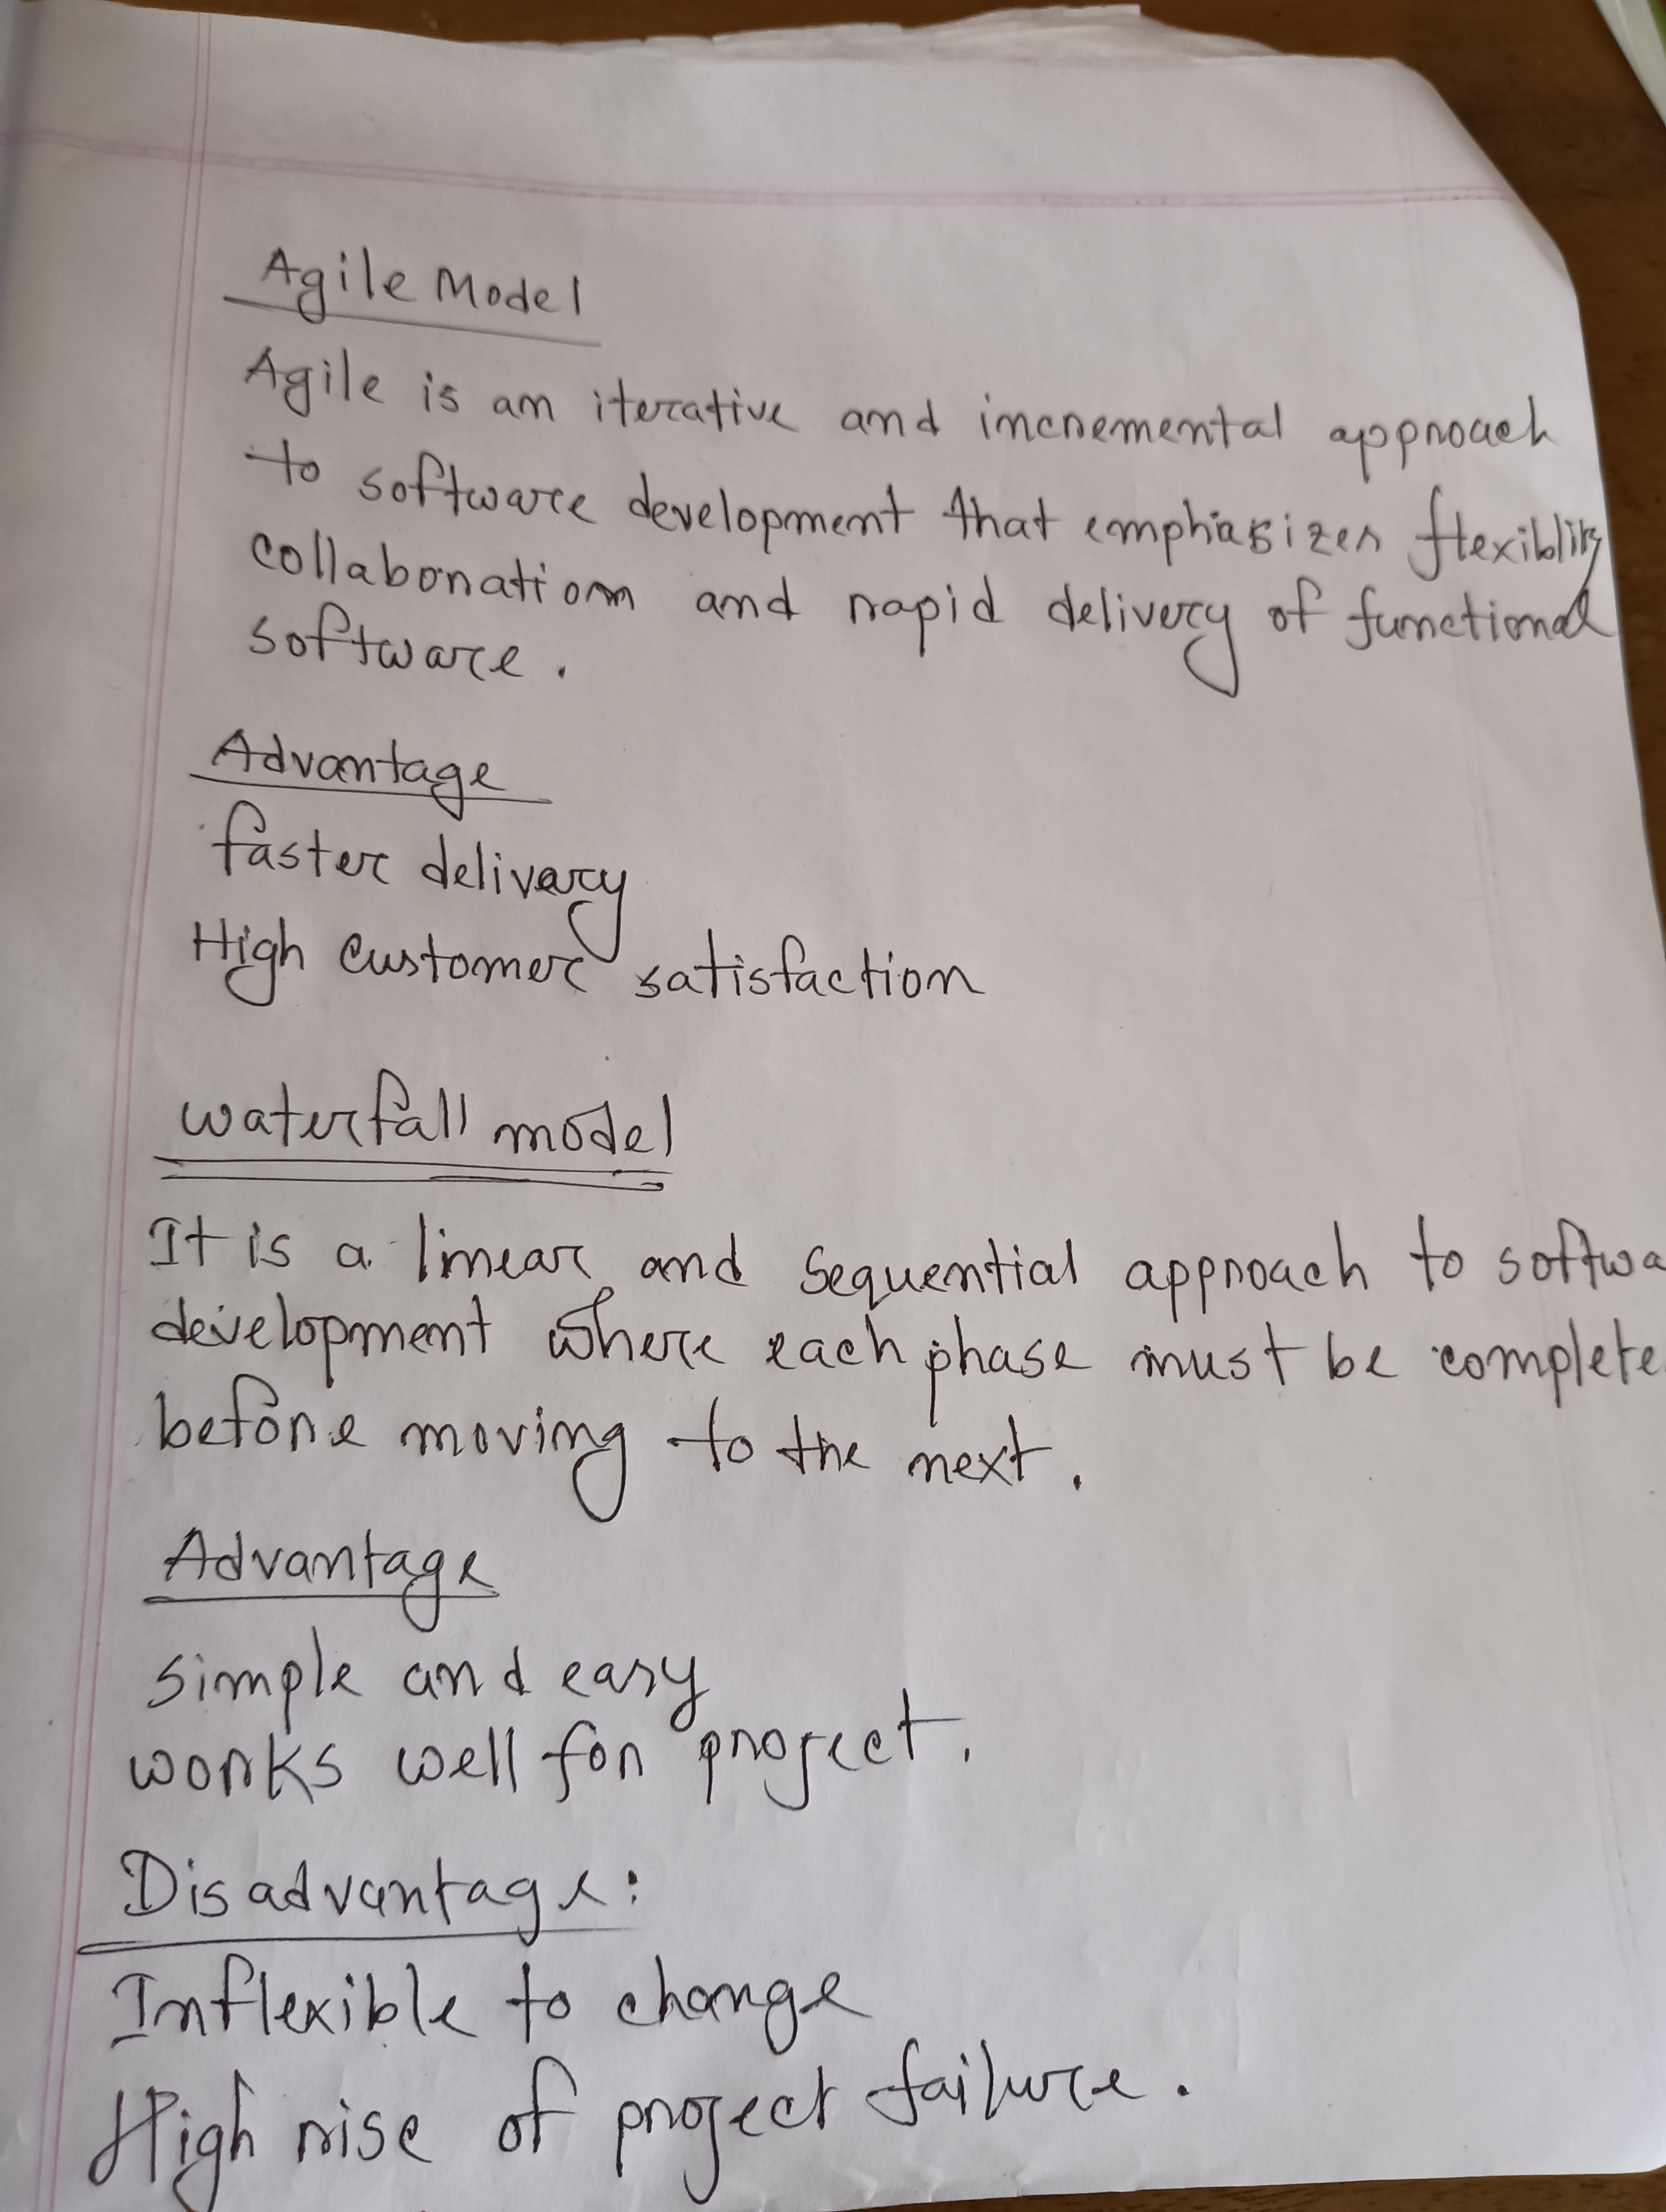 Agile Model
Agile is an iterative and incremental approach
to software development that emphasizes flexiblity
collaboration and rapid delivery of functional
software.
Advantage
faster delivery
High customer satisfaction
waterfall model
It is a linear and sequential approach to softwa
development where each phase must be complete
before moving to the next.
Advantage
simple and easy
works well for project.
Disadvantage:
Inflexible to change
High rise of project failure.